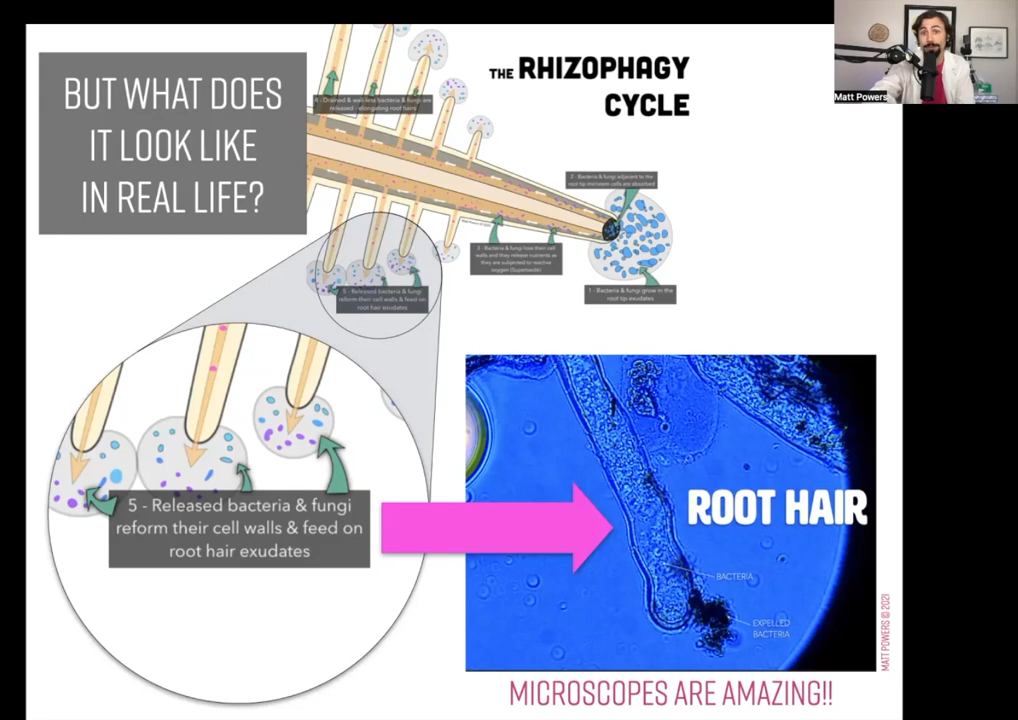 BUT WHAT DOES
IT LOOK LIKE
IN REAL LIFE?
THE RHIZOPHAGY
CYCLE
Matt Powers
4 - Drained & wall-less bacteria & fungi are
released - elongating root hairs
2 - Bacteria & fungi adjacent to the
root tip meristem cells are absorbed
3 - Bacteria & fungi lose their cell
walls and they release nutrients as
they are subjected to reactive
oxygen (Superoxide)
1 - Bacteria & fungi grow in the
root tip exudates
5 - Released bacteria & fungi
reform their cell walls & feed on
root hair exudates
5 - Released bacteria & fungi
reform their cell walls & feed on
root hair exudates
ROOT HAIR
BACTERIA
EXPELLED
BACTERIA
MATT POWERS © 2021
MICROSCOPES ARE AMAZING!!